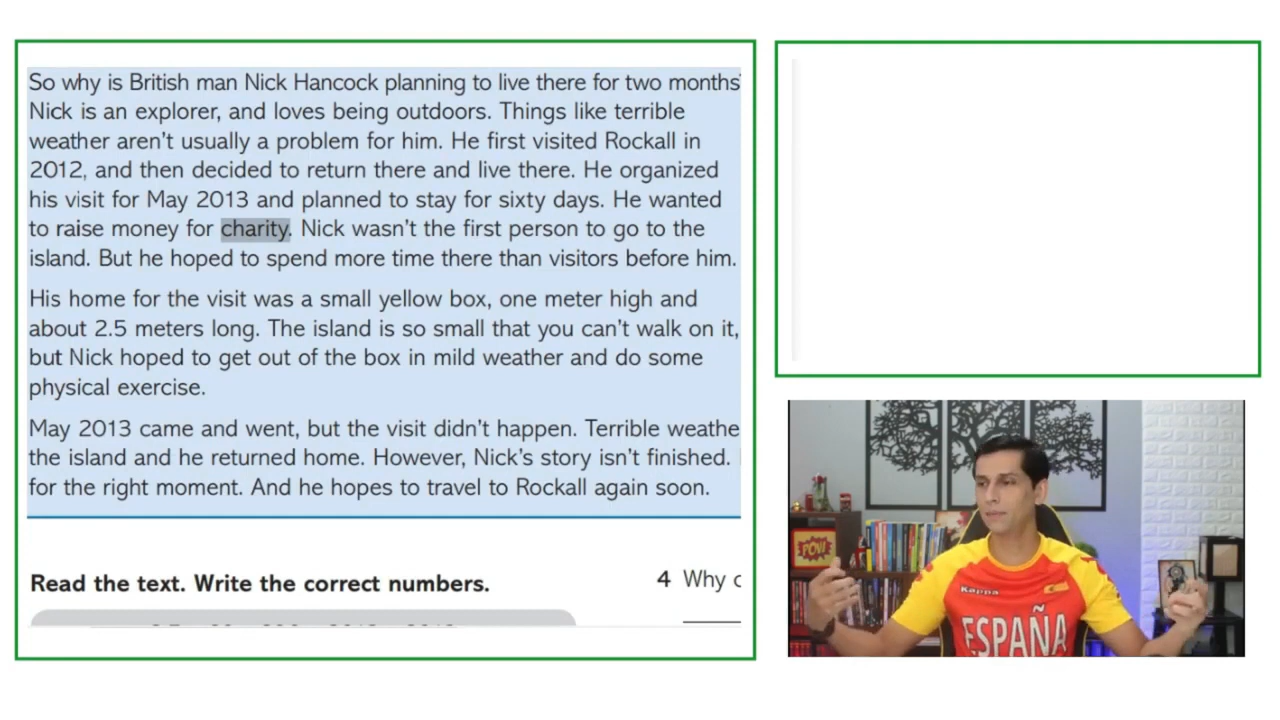 So why is British man Nick Hancock planning to live there for two months
Nick is an explorer, and loves being outdoors. Things like terrible
weather aren't usually a problem for him. He first visited Rockall in
2012, and then decided to return there and live there. He organized
his visit for May 2013 and planned to stay for sixty days. He wanted
to raise money for charity. Nick wasn't the first person to go to the
island. But he hoped to spend more time there than visitors before him.
His home for the visit was a small yellow box, one meter high and
about 2.5 meters long. The island is so small that you can't walk on it,
but Nick hoped to get out of the box in mild weather and do some
physical exercise.
May 2013 came and went, but the visit didn't happen. Terrible weathe
the island and he returned home. However, Nick's story isn't finished.
for the right moment. And he hopes to travel to Rockall again soon.
Read the text. Write the correct numbers.
4 Why
POW!
Kappa
ESPAÑA